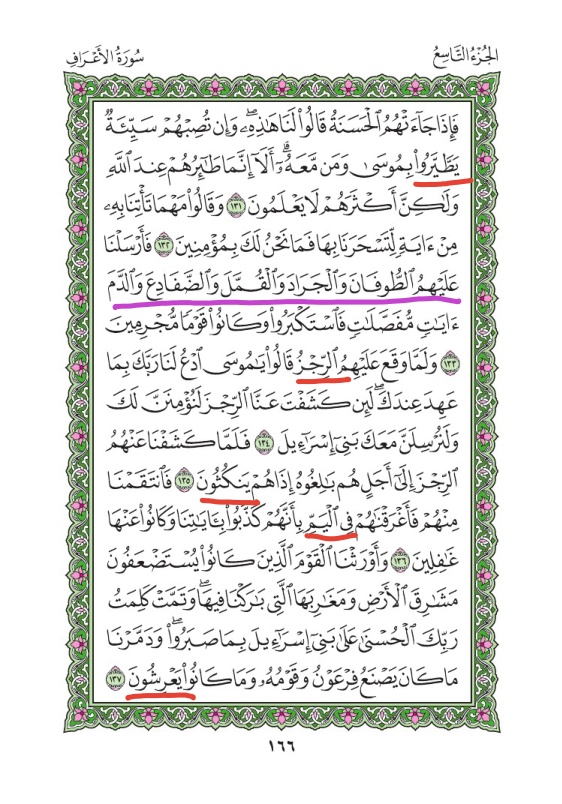 الجُزْءُ التَّاسِعُ
سُورَةُ الأَعْرَافِ
فَإِذَا جَآءَتْهُمُ ٱلْحَسَنَةُ قَالُوا۟ لَنَا هَـٰذِهِۦ ۖ وَإِن تُصِبْهُمْ سَيِّئَةٌ
يَطَّيَّرُوا۟ بِمُوسَىٰ وَمَن مَّعَهُۥٓ ۗ أَلَآ إِنَّمَا طَـٰٓئِرُهُمْ عِندَ ٱللَّهِ
وَلَـٰكِنَّ أَكْثَرَهُمْ لَا يَعْلَمُونَ ١٣١ وَقَالُوا۟ مَهْمَا تَأْتِنَا بِهِۦ
مِنْ ءَايَةٍ لِّتَسْحَرَنَا بِهَا فَمَا نَحْنُ لَكَ بِمُؤْمِنِينَ ١٣٢ فَأَرْسَلْنَا
عَلَيْهِمُ ٱلطُّوفَانَ وَٱلْجَرَادَ وَٱلْقُمَّلَ وَٱلضَّفَادِعَ وَٱلدَّمَ
ءَايَـٰتٍ مُّفَصَّلَـٰتٍ فَٱسْتَكْبَرُوا۟ وَكَانُوا۟ قَوْمًا مُّجْرِمِينَ
١٣٣ وَلَمَّا وَقَعَ عَلَيْهِمُ ٱلرِّجْزُ قَالُوا۟ يَـٰمُوسَى ٱدْعُ لَنَا رَبَّكَ بِمَا
عَهِدَ عِندَكَ ۖ لَئِن كَشَفْتَ عَنَّا ٱلرِّجْزَ لَنُؤْمِنَنَّ لَكَ
وَلَنُرْسِلَنَّ مَعَكَ بَنِىٓ إِسْرَٰٓءِيلَ ١٣٤ فَلَمَّا كَشَفْنَا عَنْهُمُ
ٱلرِّجْزَ إِلَىٰٓ أَجَلٍ هُم بَـٰلِغُوهُ إِذَا هُمْ يَنكُثُونَ ١٣٥ فَٱنتَقَمْنَا
مِنْهُمْ فَأَغْرَقْنَـٰهُمْ فِى ٱلْيَمِّ بِأَنَّهُمْ كَذَّبُوا۟ بِـَٔايَـٰتِنَا وَكَانُوا۟ عَنْهَا
غَـٰفِلِينَ ١٣٦ وَأَوْرَثْنَا ٱلْقَوْمَ ٱلَّذِينَ كَانُوا۟ يُسْتَضْعَفُونَ
مَشَـٰرِقَ ٱلْأَرْضِ وَمَغَـٰرِبَهَا ٱلَّتِى بَـٰرَكْنَا فِيهَا ۖ وَتَمَّتْ كَلِمَتُ
رَبِّكَ ٱلْحُسْنَىٰ عَلَىٰ بَنِىٓ إِسْرَٰٓءِيلَ بِمَا صَبَرُوا۟ ۖ وَدَمَّرْنَا
مَا كَانَ يَصْنَعُ فِرْعَوْنُ وَقَوْمُهُۥ وَمَا كَانُوا۟ يَعْرِشُونَ ١٣٧
١٦٦